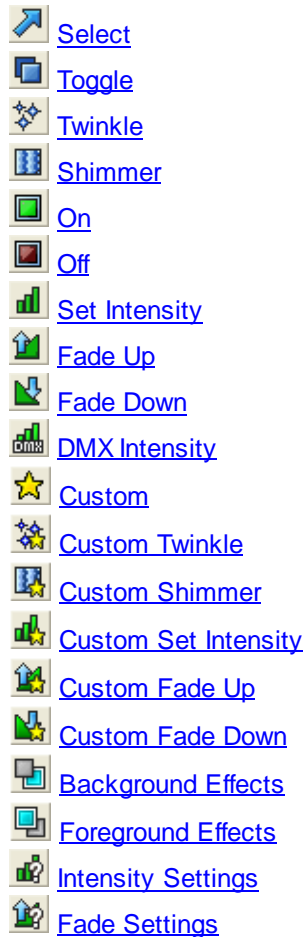 Select
Toggle
Twinkle
Shimmer
On
Off
Set Intensity
Fade Up
Fade Down
DMX DMX Intensity
Custom
Custom Twinkle
Custom Shimmer
Custom Set Intensity
Custom Fade Up
Custom Fade Down
Background Effects
Foreground Effects
? Intensity Settings
? Fade Settings